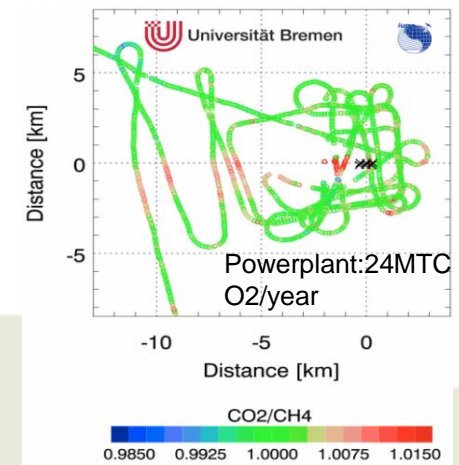 Universität Bremen
iup
5
0
-5
Distance [km]
Powerplant:24MTC
O2/year
-10 -5 0
Distance [km]
CO2/CH4
0.9850 0.9925 1.0000 1.0075 1.0150